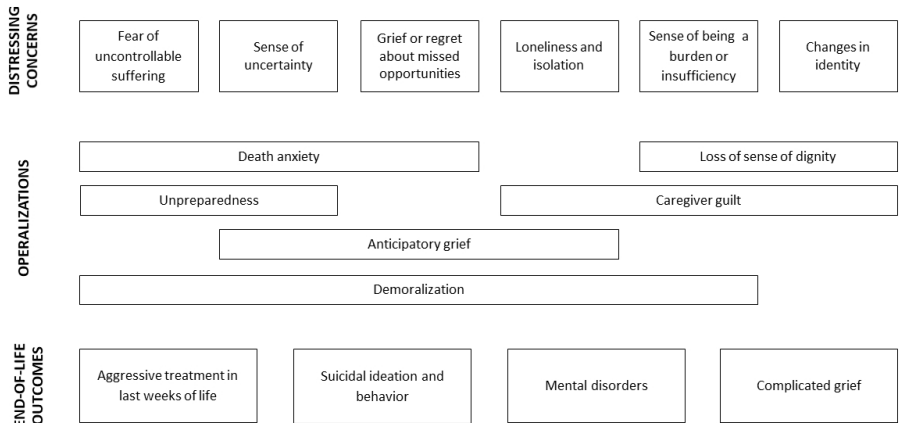 DISTRESSING
CONCERNS
Fear of
uncontrollable
suffering
Sense of
uncertainty
Grief or regret
about missed
opportunities
Loneliness and
isolation
Sense of being a
burden or
insufficiency
Changes in
identity
OPERALIZATIONS
Death anxiety
Loss of sense of dignity
Unpreparedness
Caregiver guilt
Anticipatory grief
Demoralization
END-OF-LIFE
OUTCOMES
Aggressive treatment in
last weeks of life
Suicidal ideation and
behavior
Mental disorders
Complicated grief